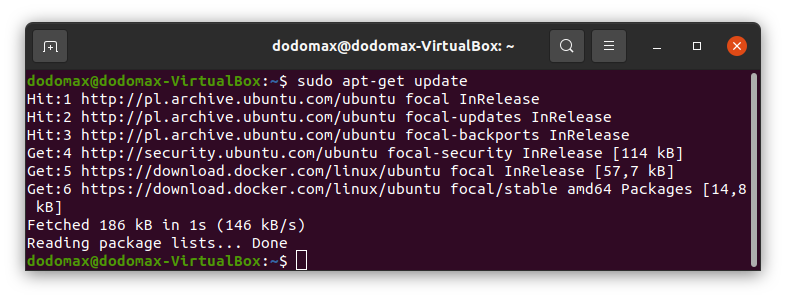 dodomax@dodomax-VirtualBox: ~
dodomax@dodomax-VirtualBox:~$ sudo apt-get update
Hit:1 http://pl.archive.ubuntu.com/ubuntu focal InRelease
Hit:2 http://pl.archive.ubuntu.com/ubuntu focal-updates InRelease
Hit:3 http://pl.archive.ubuntu.com/ubuntu focal-backports InRelease
Get:4 http://security.ubuntu.com/ubuntu focal-security InRelease [114 kB]
Get:5 https://download.docker.com/linux/ubuntu focal InRelease [57,7 kB]
Get:6 https://download.docker.com/linux/ubuntu focal/stable amd64 Packages [14,8
 kB]
Fetched 186 kB in 1s (146 kB/s)
Reading package lists... Done
dodomax@dodomax-VirtualBox:~$